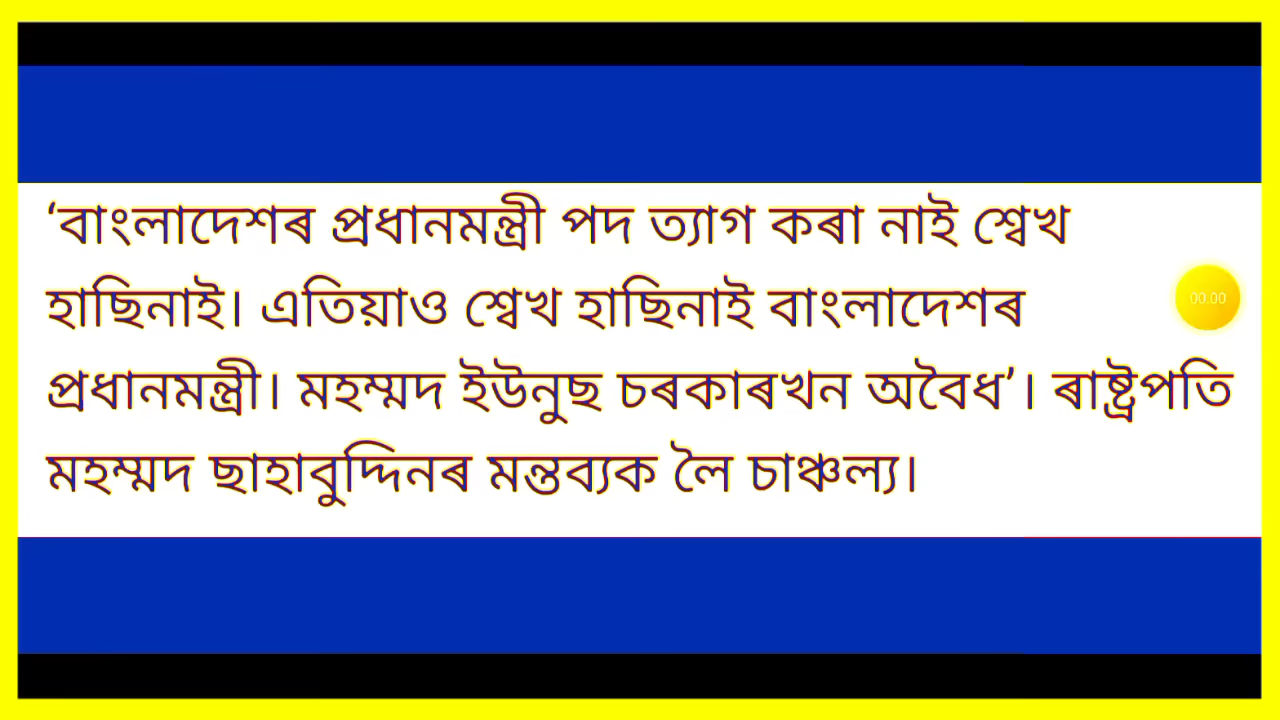 ‘বাংলাদেশৰ প্ৰধানমন্ত্ৰী পদ ত্যাগ কৰা নাই শ্বেখ
হাছিনাই। এতিয়াও শ্বেখ হাছিনাই বাংলাদেশৰ
প্ৰধানমন্ত্ৰী। মহম্মদ ইউনুছ চৰকাৰখন অবৈধ’। ৰাষ্ট্ৰপতি
মহম্মদ ছাহাবুদ্দিনৰ মন্তব্যক লৈ চাঞ্চল্য।
00:00